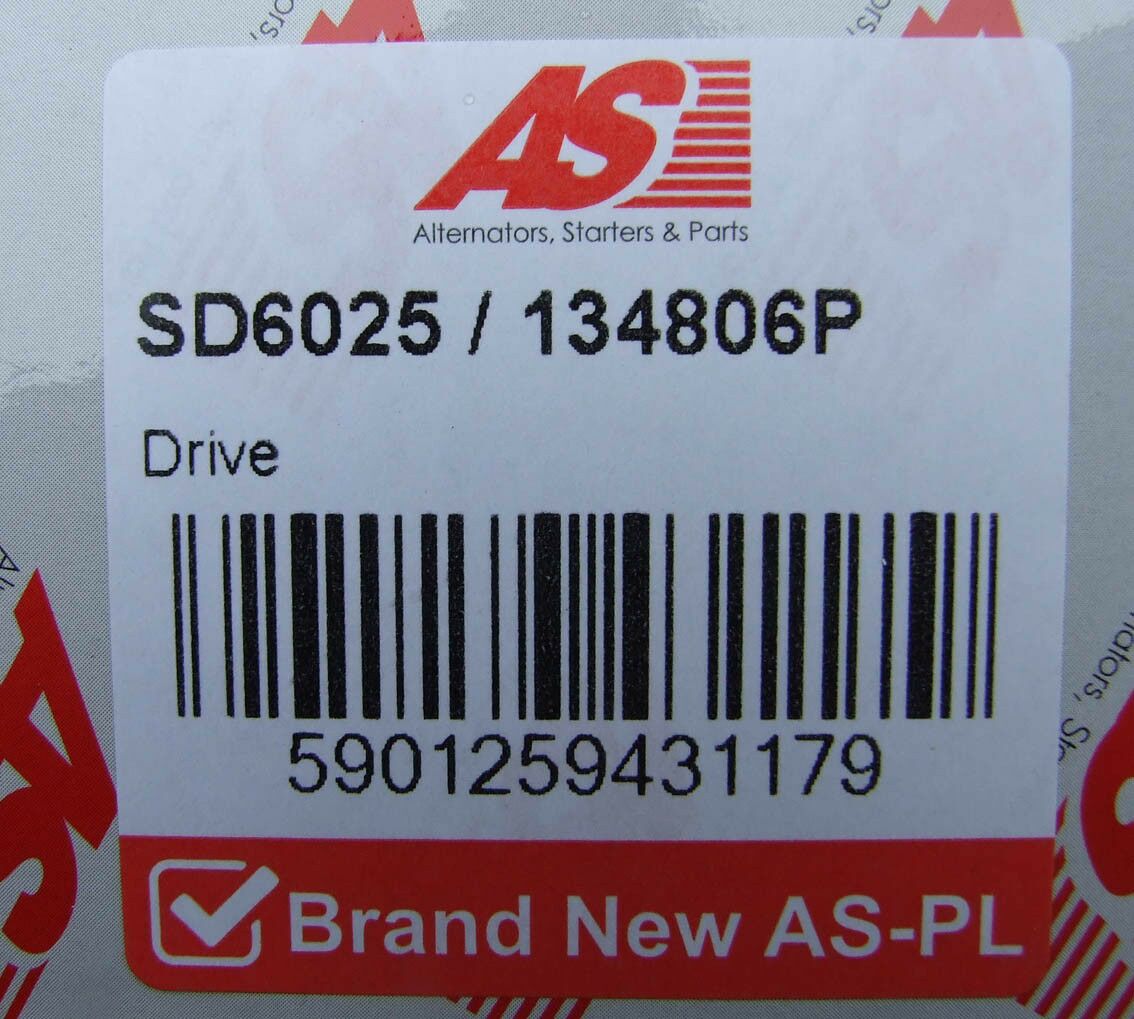 AS
Alternators, Starters & Parts
SD6025 / 134806P
Drive
5901259431179
Brand New AS-PL